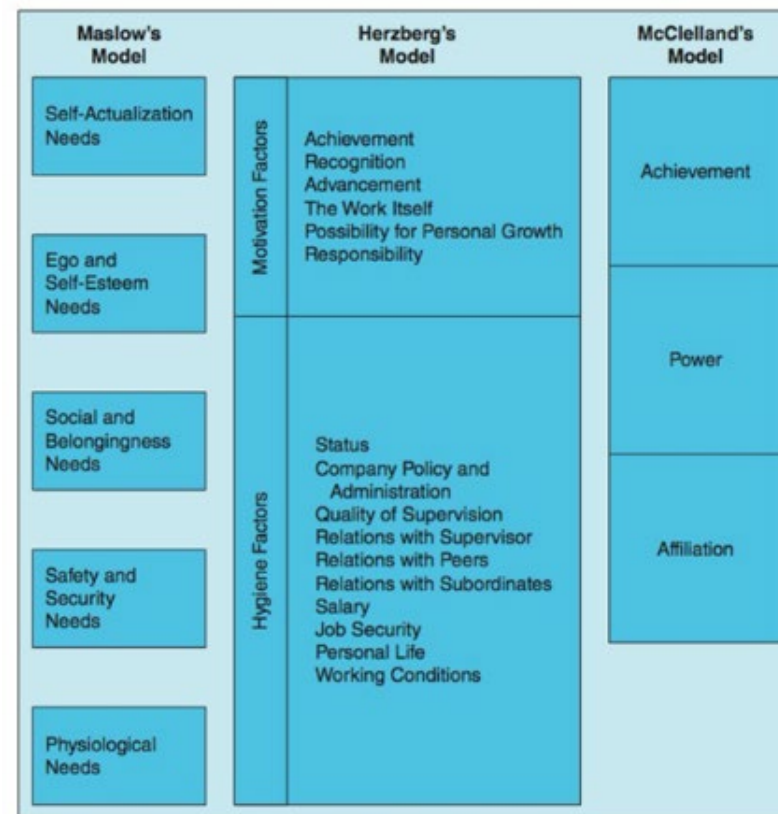 Maslow's
Model
Self-Actualization
Needs
Ego and
Self-Esteem
Needs
Social and
Belongingness
Needs
Safety and
Security
Needs
Physiological
Needs
Herzberg's
Model
Motivation Factors
Achievement
Recognition
Advancement
The Work Itself
Possibility for Personal Growth
Responsibility
Hygiene Factors
Status
Company Policy and
Administration
Quality of Supervision
Relations with Supervisor
Relations with Peers
Relations with Subordinates
Salary
Job Security
Personal Life
Working Conditions
McClelland's
Model
Achievement
Power
Affiliation